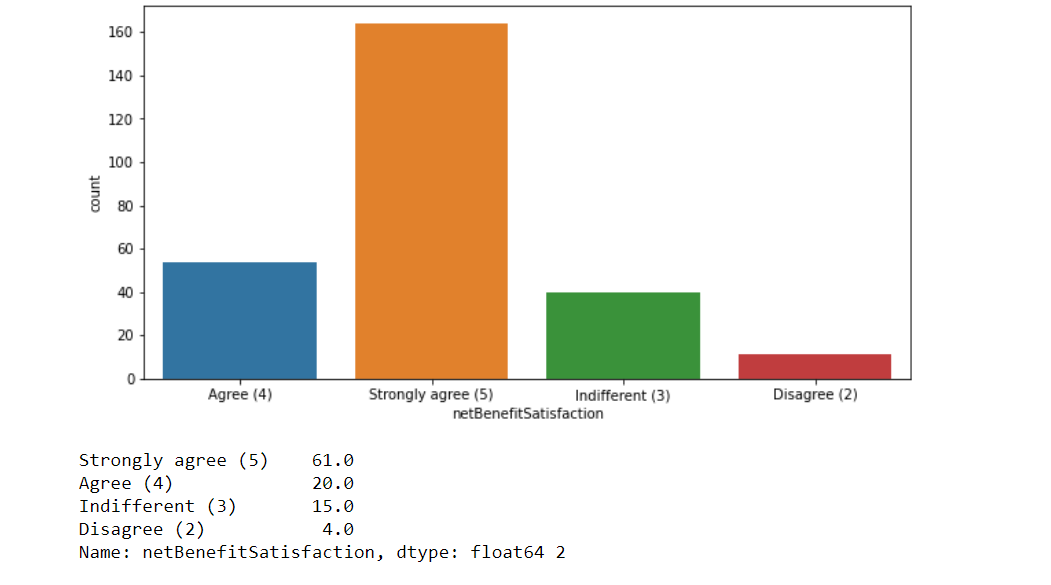 160
140
120
100
80
60
40
20
0
count
Agree (4) Strongly agree (5) Indifferent (3) Disagree (2)
netBenefitSatisfaction
Strongly agree (5) 61.0
Agree (4) 20.0
Indifferent (3) 15.0
Disagree (2) 4.0
Name: netBenefitSatisfaction, dtype: float64 2